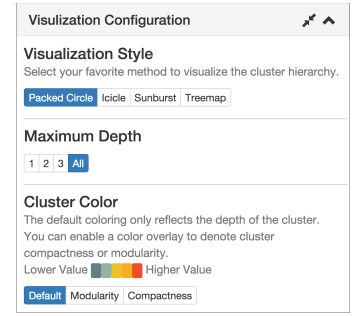 Visulization Configuration
Visualization Style
Select your favorite method to visualize the cluster hierarchy.
Packed Circle Icicle Sunburst Treemap
Maximum Depth
1 2 3 All
Cluster Color
The default coloring only reflects the depth of the cluster.
You can enable a color overlay to denote cluster
compactness or modularity.
Lower Value Higher Value
Default Modularity Compactness